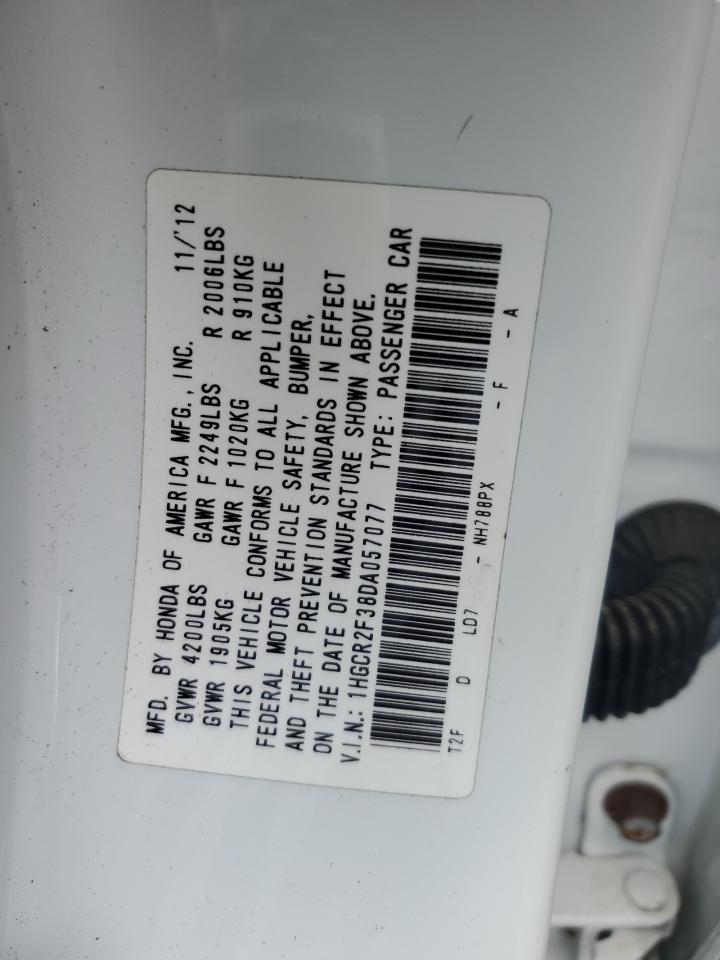 MFD. BY HONDA OF AMERICA MFG., INC. 11/'12
GVWR 4200LBS GAWR F 2249LBS R 2006LBS
GVWR 1905KG GAWR F 1020KG R 910KG
THIS VEHICLE CONFORMS TO ALL APPLICABLE
FEDERAL MOTOR VEHICLE SAFETY, BUMPER,
AND THEFT PREVENTION STANDARDS IN EFFECT
ON THE DATE OF MANUFACTURE SHOWN ABOVE.
V.I.N.: 1HGCR2F38DA057077 TYPE: PASSENGER CAR
T2F D LD7 - NH788PX - F - A